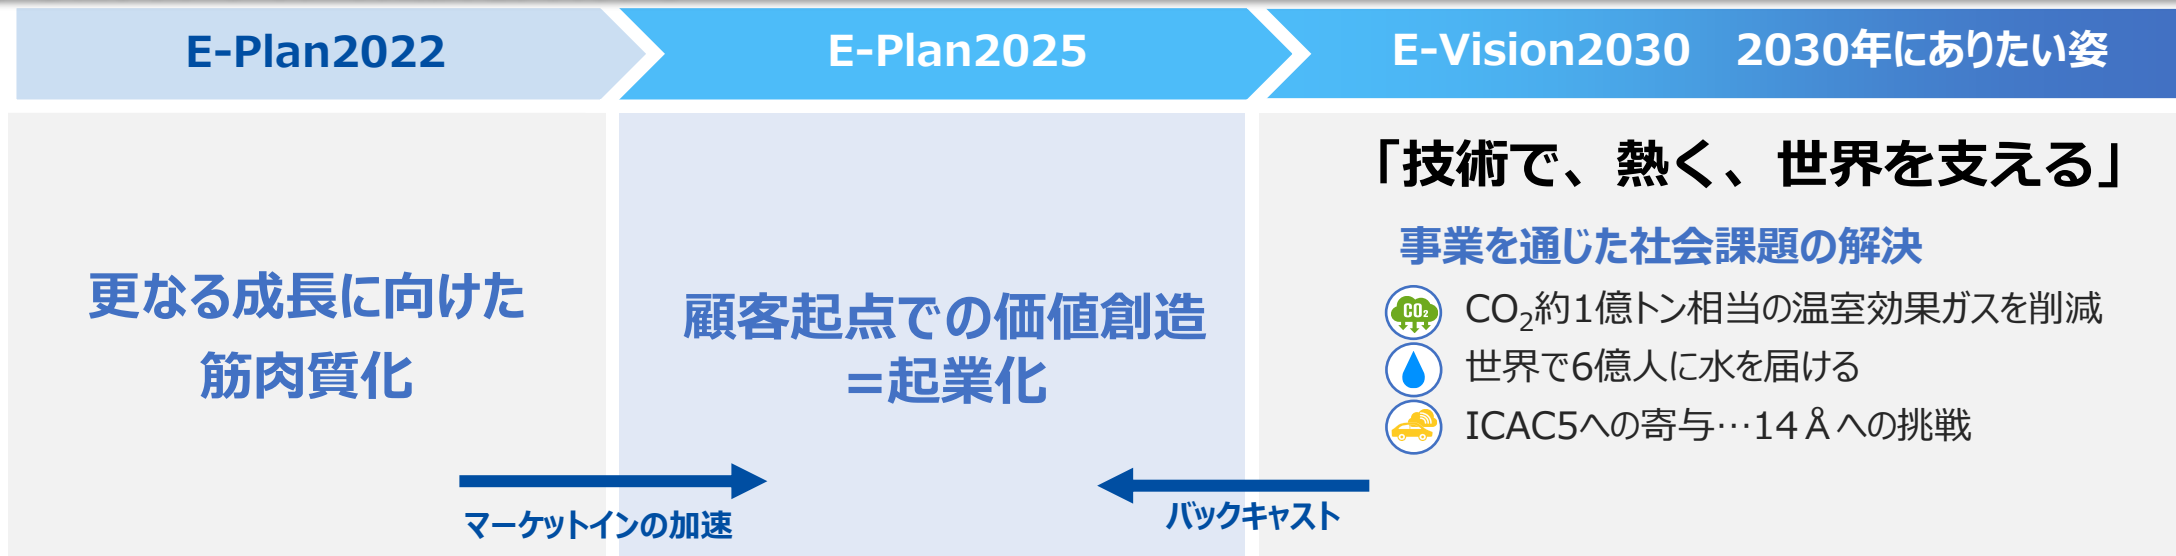 E-Plan2022
E-Plan2025
E-Vision2030　2030年にありたい姿
更なる成長に向けた
筋肉質化
マーケットインの加速
顧客起点での価値創造
=起業化
バックキャスト
「技術で、熱く、世界を支える」
事業を通じた社会課題の解決
CO₂
CO₂約1億トン相当の温室効果ガスを削減
世界で6億人に水を届ける
ICAC5への寄与…14Åへの挑戦